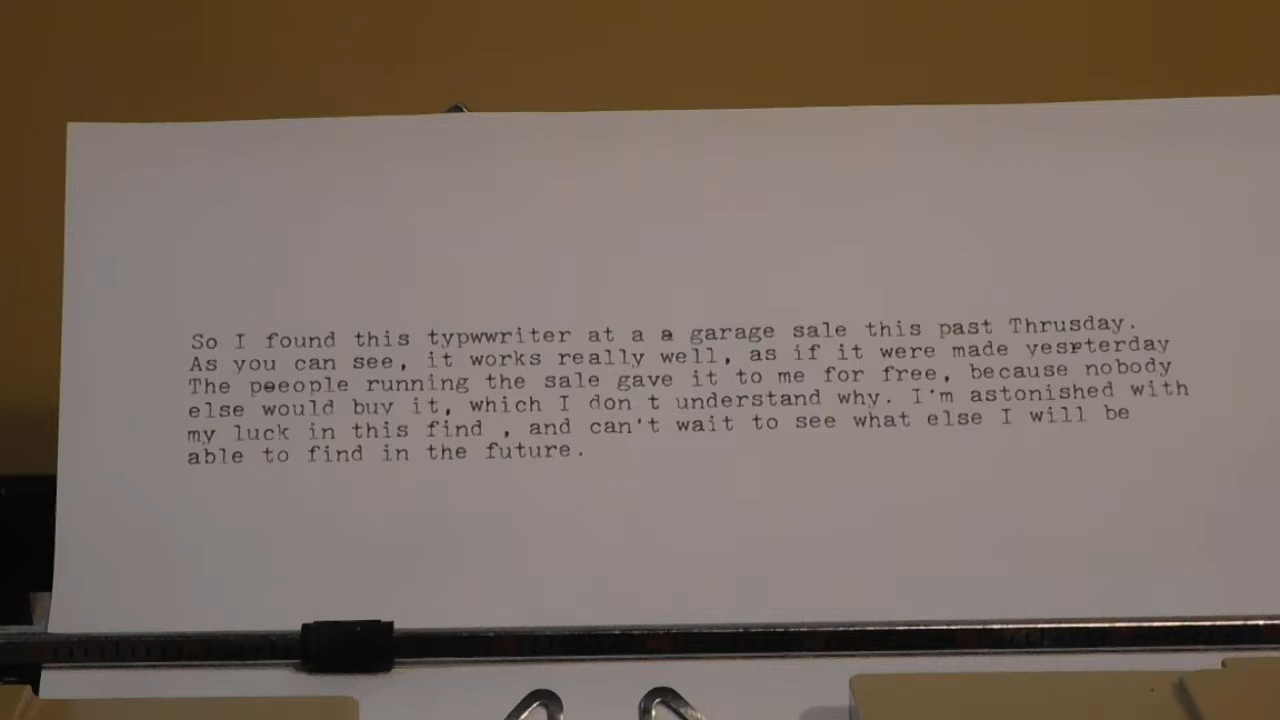 So I found this typwwriter at a a garage sale this past Thrusday.
As you can see, it works really well, as if it were made yesrterday
The peeople running the sale gave it to me for free, because nobody
else would buy it, which I don t understand why. I'm astonished with
my luck in this find , and can't wait to see what else I will be
able to find in the future.